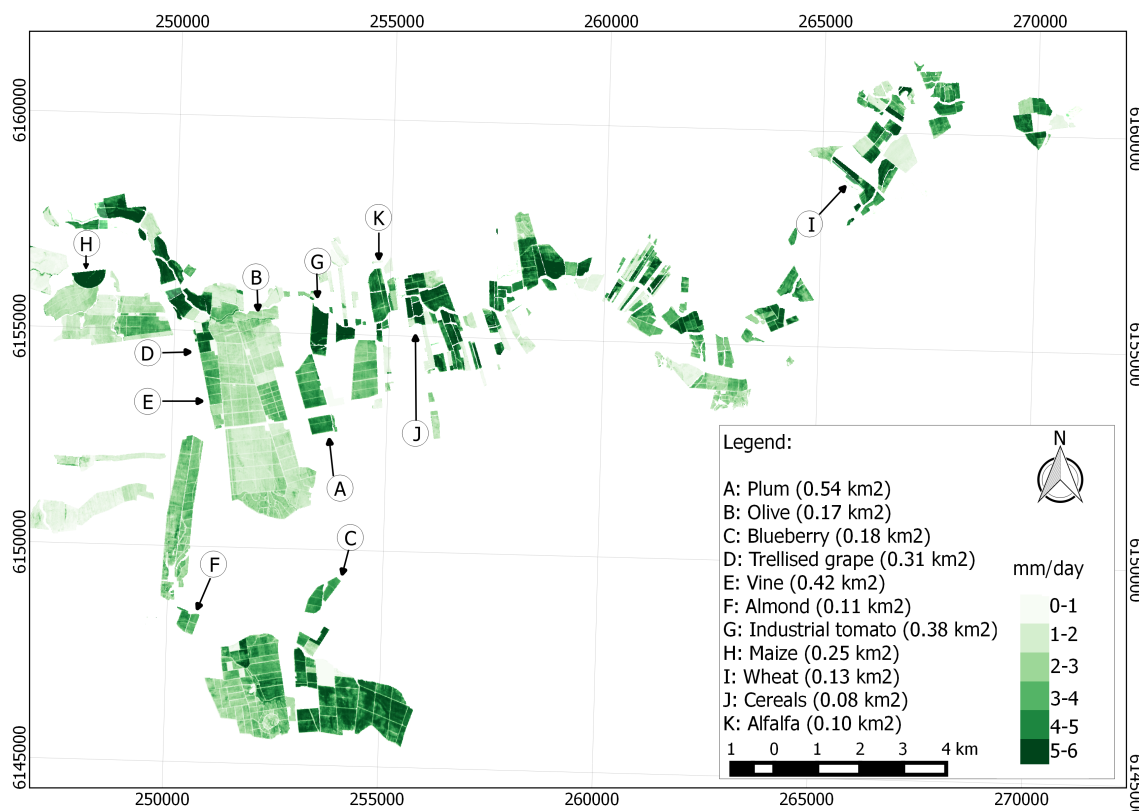 250000 255000 260000 265000 270000
6160000
6160000
K
H
I
B
G
6155000
6155000
D
E
J
A
Legend:
N
A: Plum (0.54 km2)
B: Olive (0.17 km2)
C: Blueberry (0.18 km2)
D: Trellised grape (0.31 km2)
E: Vine (0.42 km2)
F: Almond (0.11 km2)
G: Industrial tomato (0.38 km2)
H: Maize (0.25 km2)
I: Wheat (0.13 km2)
J: Cereals (0.08 km2)
K: Alfalfa (0.10 km2)
mm/day
0-1
1-2
2-3
3-4
4-5
5-6
1 0 1 2 3 4 km
C
F
6150000
6150000
6145000
6145000
250000 255000 260000 265000 270000